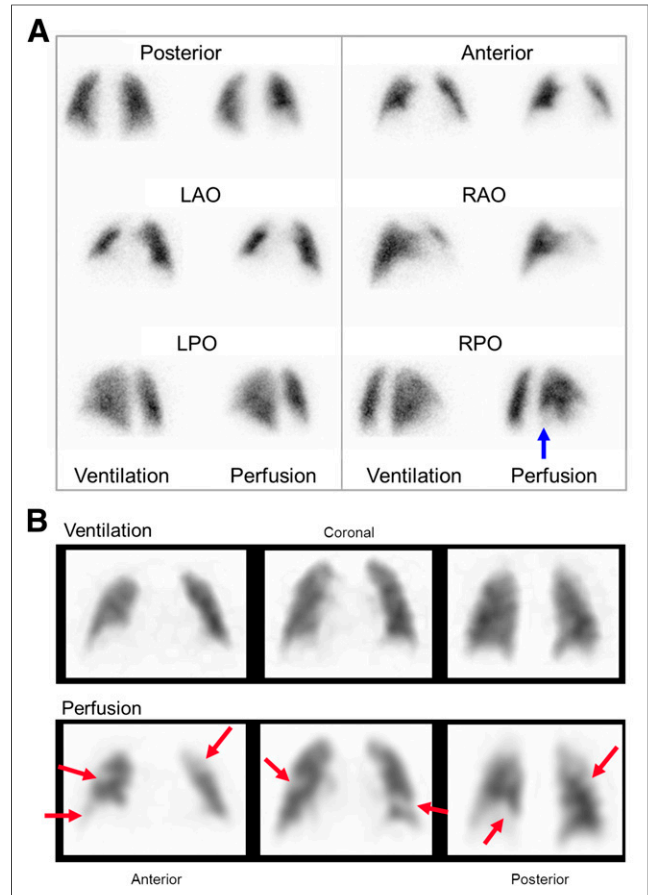 A
Posterior Anterior
LAO RAO
LPO RPO
Ventilation Perfusion Ventilation Perfusion
B
Ventilation Coronal
Perfusion
Anterior Posterior